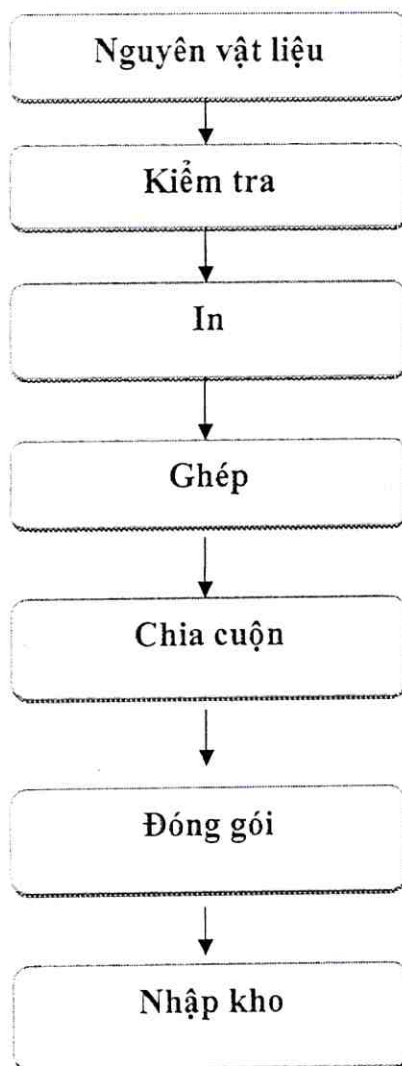 Nguyên vật liệu
Kiểm tra
In
Ghép
Chia cuộn
Đóng gói
Nhập kho